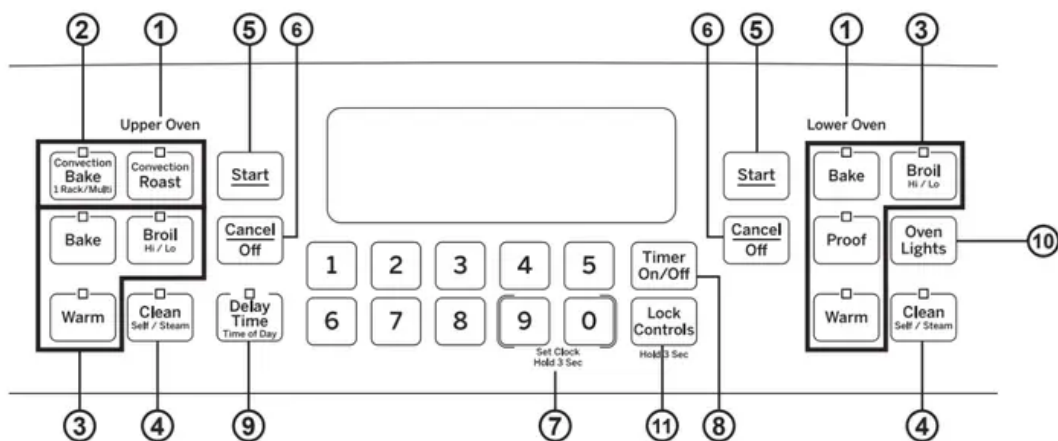 2 1 5 6 6 5 1 3
Upper Oven
Lower Oven
Convection
Bake
1 Rack/Multi
Convection
Roast
Start
Start
Bake
Broil
Hi / Lo
Bake
Broil
Hi / Lo
Cancel
Off
Cancel
Off
Proof
Oven
Lights
10
1 2 3 4 5
Timer
On/Off
Warm
Clean
Self / Steam
Delay
Time
Time of Day
6 7 8 9 0
Lock
Controls
Warm
Clean
Self / Steam
Set Clock
Hold 3 Sec
Hold 3 Sec
3 4 9 7 11 8 4